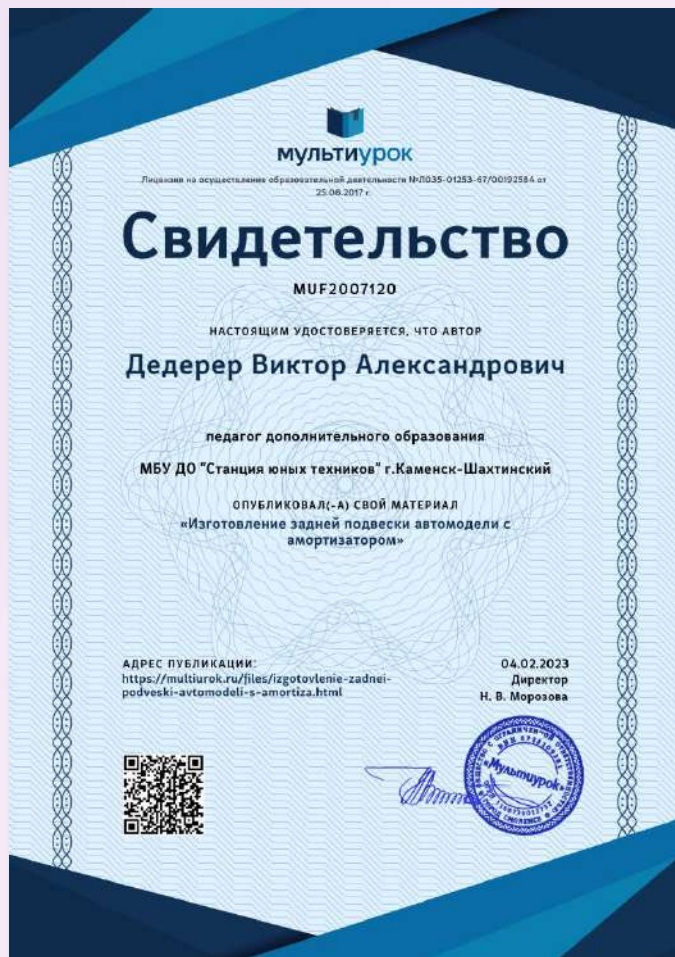 мультиурок
Лицензия на осуществление образовательной деятельности №Л035-01253-67/00192584 от
25.08.2017 г.
Свидетельство
MUF2007120
НАСТОЯЩИМ УДОСТОВЕРЯЕТСЯ, ЧТО АВТОР
Дедерер Виктор Александрович
педагог дополнительного образования
МБУ ДО "Станция юных техников" г.Каменск-Шахтинский
ОПУБЛИКОВАЛ(-А) СВОЙ МАТЕРИАЛ
«Изготовление задней подвески автомодели с
амортизатором»
АДРЕС ПУБЛИКАЦИИ:
https://multiurok.ru/files/izgotovlenie-zadnei-
podveski-avtomodeli-s-amortiza.html
04.02.2023
Директор
Н. В. Морозова
«Мультиурок»